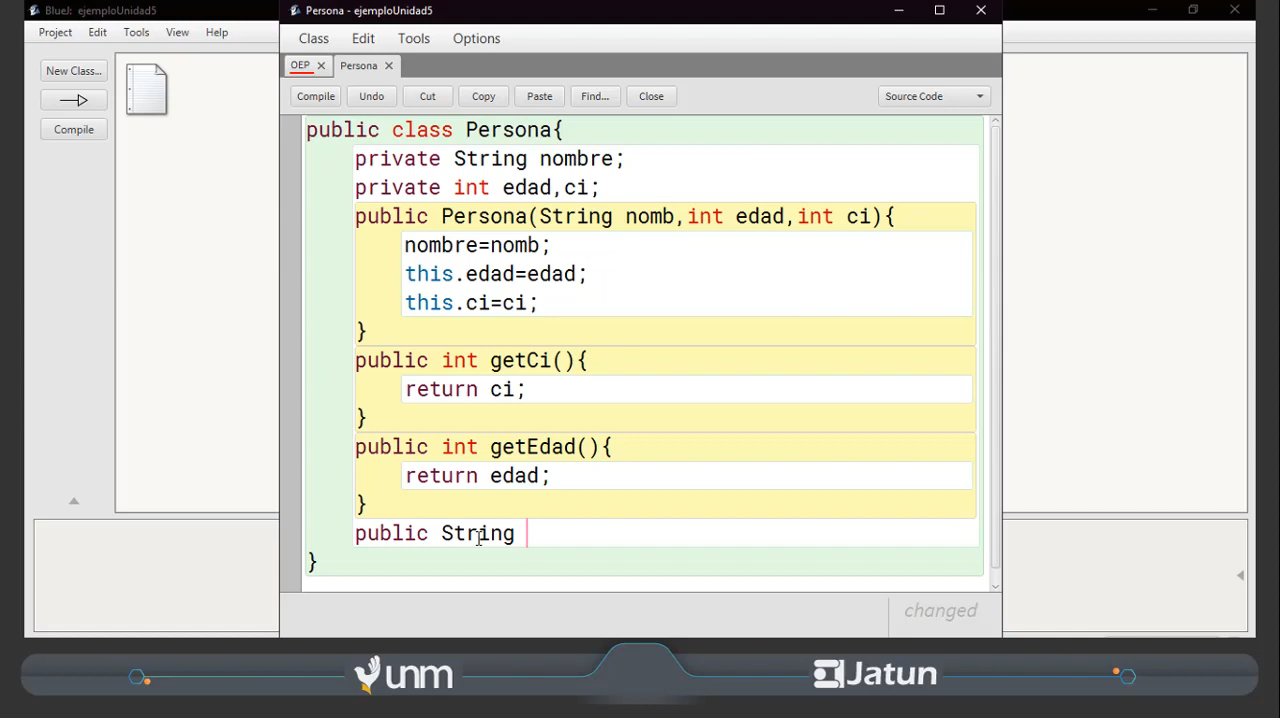 BlueJ: ejemploUnidad5
Persona - ejemploUnidad5
Project Edit Tools View Help
Class Edit Tools Options
New Class...
Compile
OEP Persona
Compile Undo Cut Copy Paste Find... Close Source Code
public class Persona{
private String nombre;
private int edad,ci;
public Persona(String nomb,int edad,int ci){
nombre=nomb;
this.edad=edad;
this.ci=ci;
}
public int getCi(){
return ci;
}
public int getEdad(){
return edad;
}
public String
}
changed
unm
Jatun